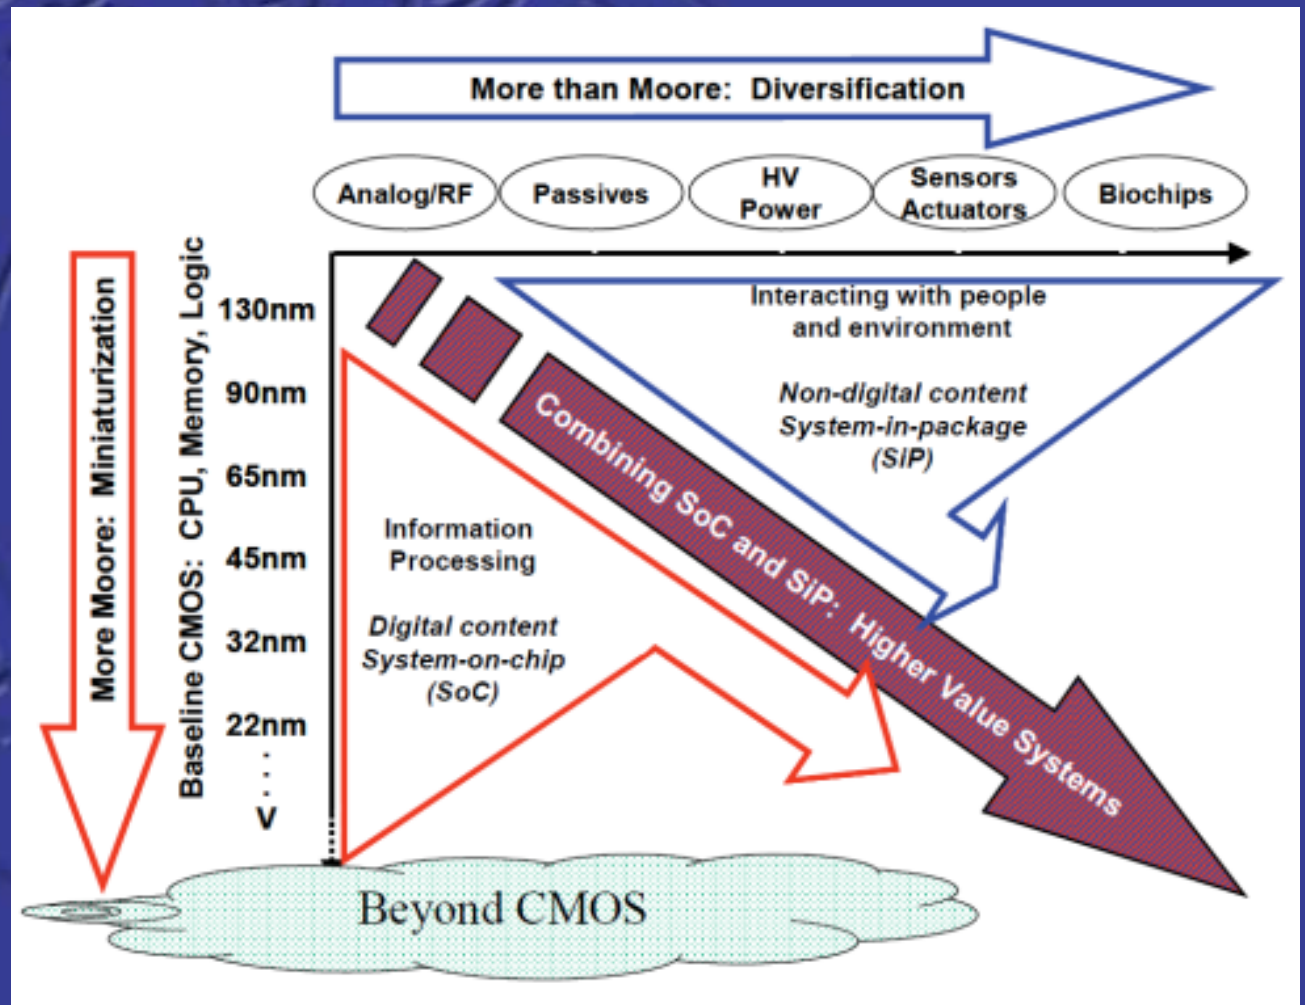 More than Moore:  Diversification
Analog/RF
Passives
HV
Power
Sensors
Actuators
Biochips
More Moore:  Miniaturization
Baseline CMOS:  CPU, Memory, Logic
130nm
90nm
65nm
45nm
32nm
22nm
.
.
.
.
V
Interacting with people
and environment
Non-digital content
System-in-package
(SiP)
Combining SoC and SiP:  Higher Value Systems
Information
Processing
Digital content
System-on-chip
(SoC)
Beyond CMOS